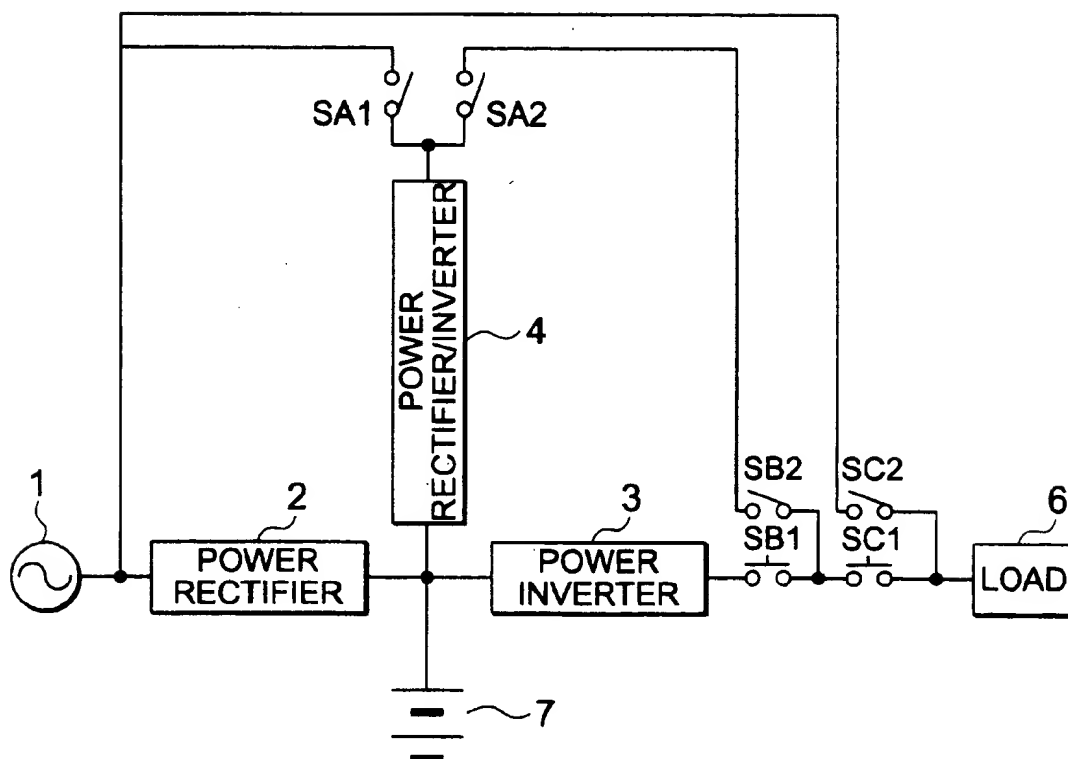 SA1
SA2
POWER
RECTIFIER/INVERTER
4
1
2
POWER
RECTIFIER
3
POWER
INVERTER
SB2
SB1
SC2
SC1
6
LOAD
7